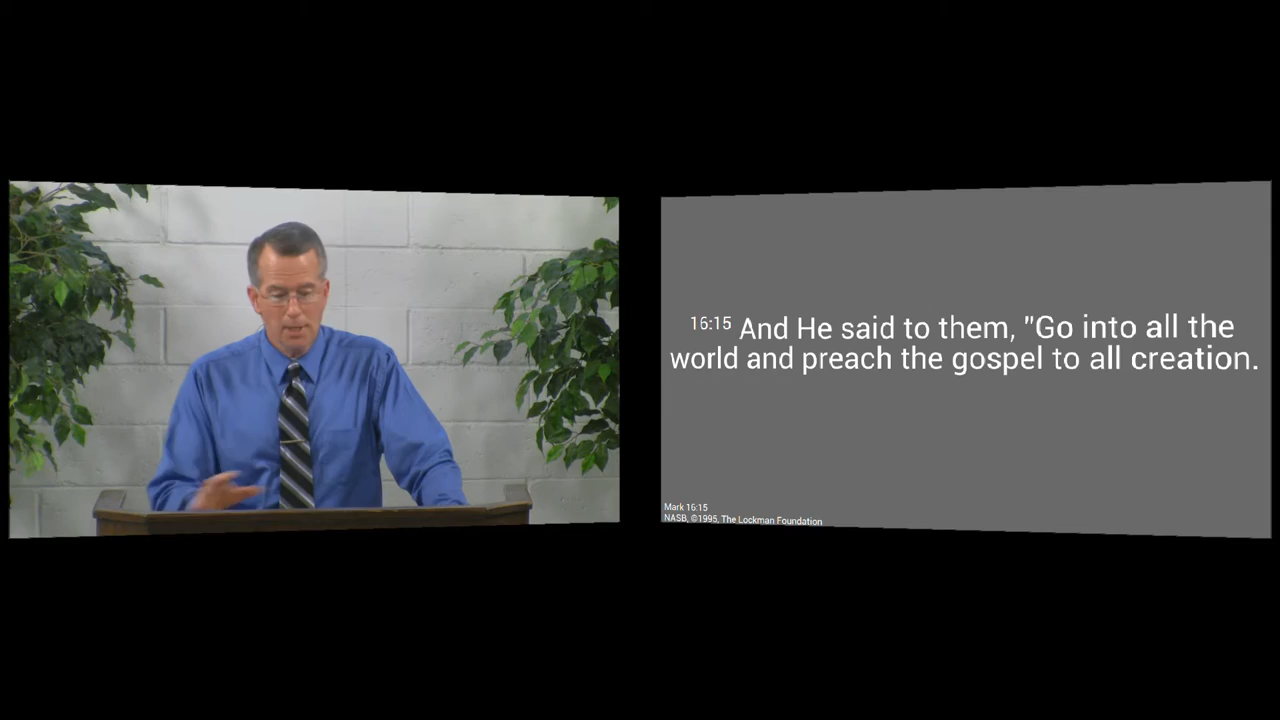 16:15 And He said to them, "Go into all the
world and preach the gospel to all creation.
Mark 16:15
NASB, ©1995, The Lockman Foundation